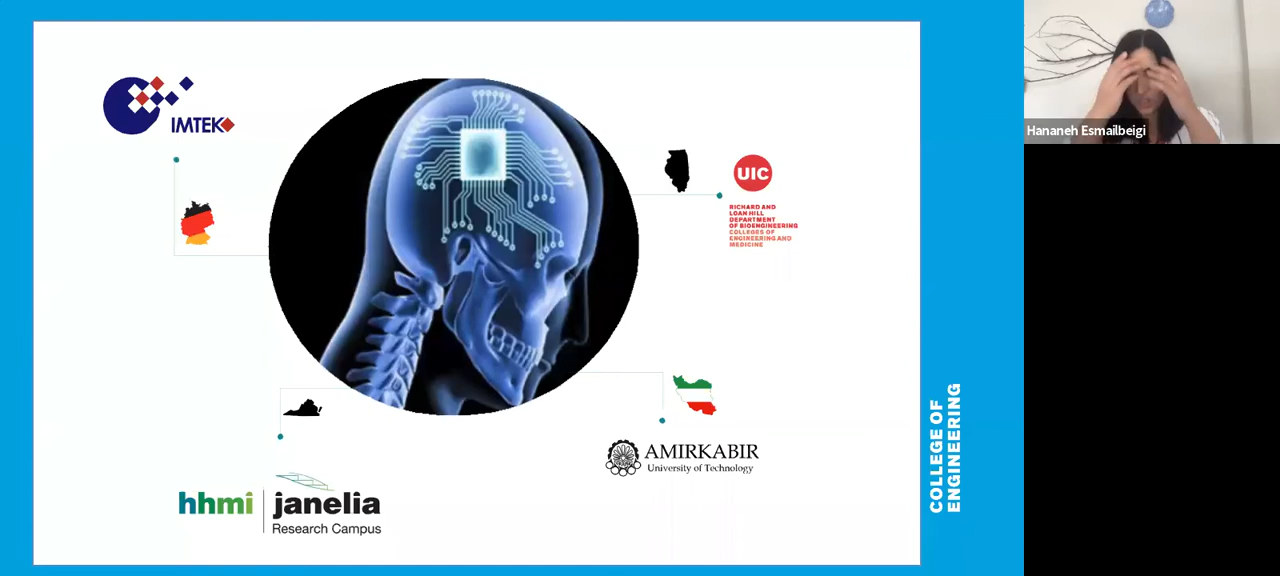 IMTEK
UIC
RICHARD AND
LOAN HILL
DEPARTMENT
OF BIOENGINEERING
COLLEGES OF
ENGINEERING AND
MEDICINE
AMIRKABIR
University of Technology
hhmi janelia
Research Campus
COLLEGE OF
ENGINEERING
Hananeh Esmailbeigi